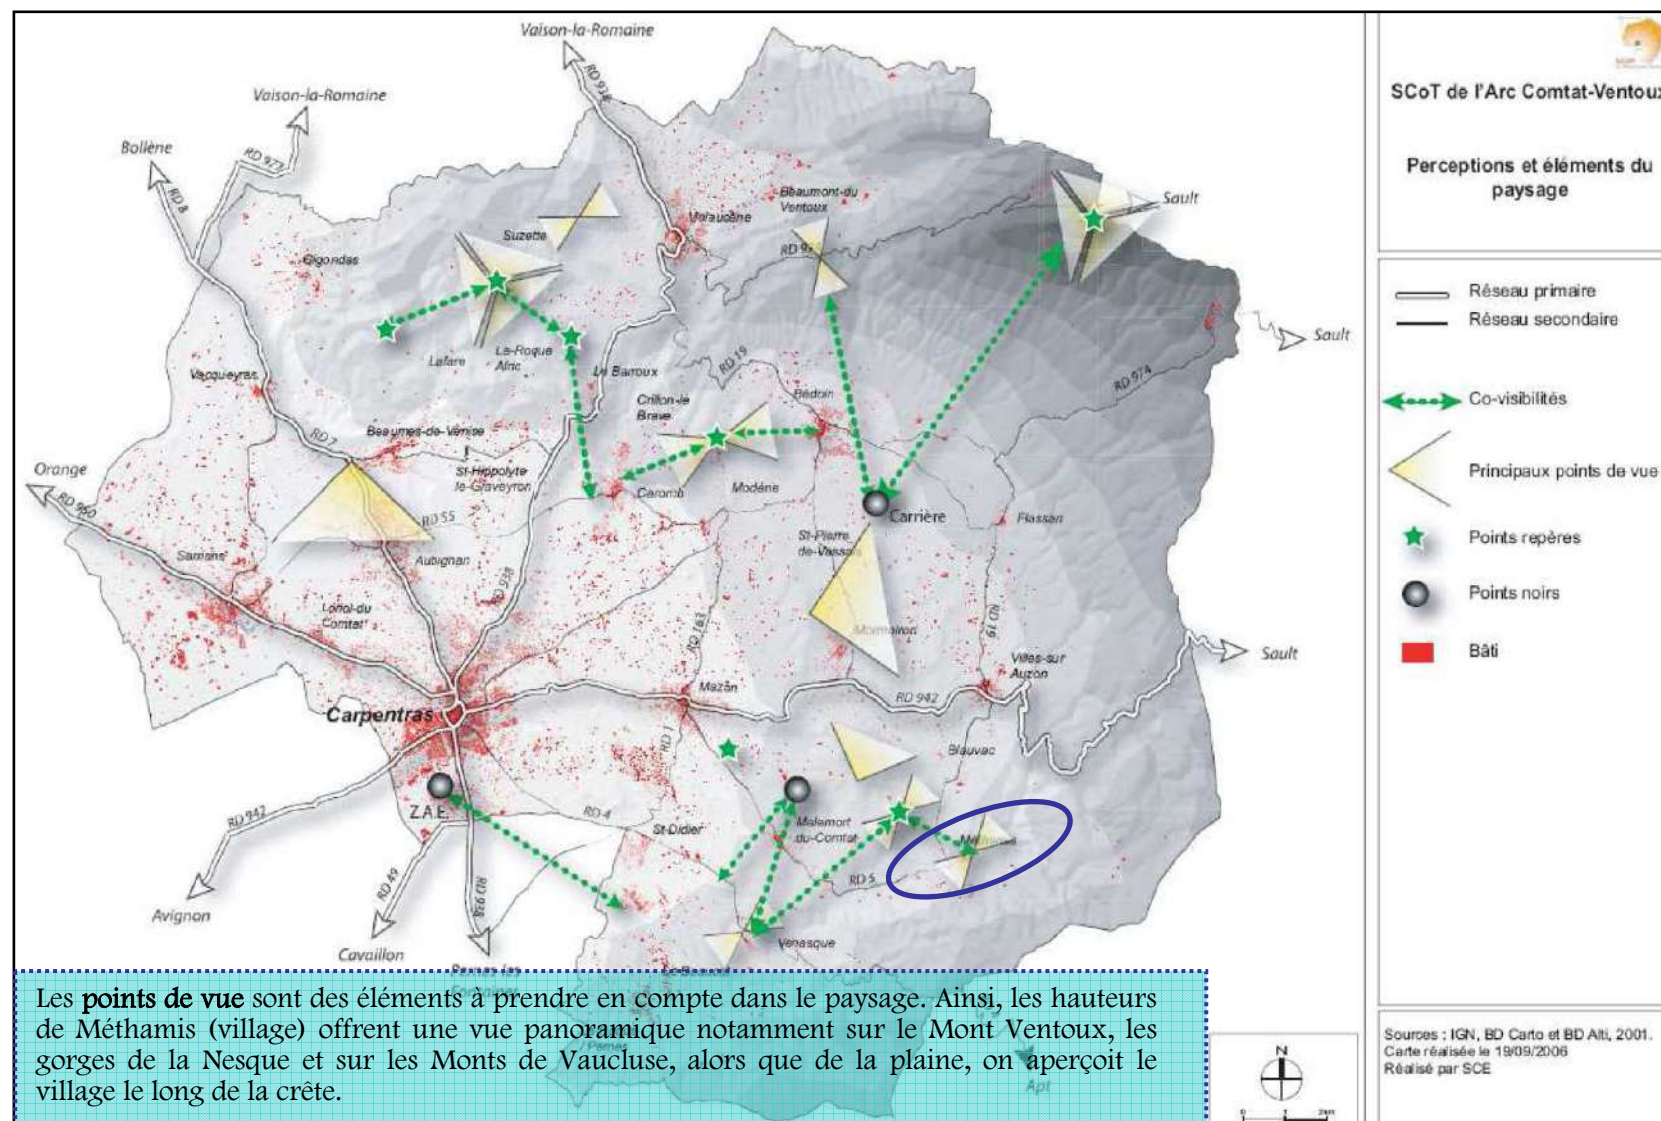 Vaison-la-Romaine
Vaison-la-Romaine
Bollène
RD 938
RD 977
RD 8
Sault
Beaumont-du
Ventoux
Malaucène
Suzette
Gigondas
RD 974
Sault
Lafare
La-Roque
Alric
Le Barroux
RD 19
Bédoin
Vacqueyras
Crillon-le
Brave
RD 7
Beaumes-de-Venise
Orange
St-Hippolyte
le-Graveyron
Caromb
Modène
RD 950
RD 55
Carrière
Flassan
Sarrians
Aubignan
St-Pierre
de-Vassols
RD 938
Loriol-du
Comtat
RD 163
Mormoiron
RD 19
Villes-sur
Auzon
Sault
Mazan
RD 942
Carpentras
RD 1
Blauvac
Z.A.E.
RD 942
RD 4
St-Didier
Malemort
du-Comtat
Méthamis
RD 49
RD 938
RD 5
Avignon
Cavaillon
Venasque
Pernes-les
Fontaines
Le Beaucet
Apt
Les points de vue sont des éléments à prendre en compte dans le paysage. Ainsi, les hauteurs
de Méthamis (village) offrent une vue panoramique notamment sur le Mont Ventoux, les
gorges de la Nesque et sur les Monts de Vaucluse, alors que de la plaine, on aperçoit le
village le long de la crête.
N
0 1 2km
SCoT de l'Arc Comtat-Ventoux
Perceptions et éléments du
paysage
Réseau primaire
Réseau secondaire
Co-visibilités
Principaux points de vue
Points repères
Points noirs
Bâti
Sources : IGN, BD Carto et BD Alti, 2001.
Carte réalisée le 19/09/2006
Réalisé par SCE